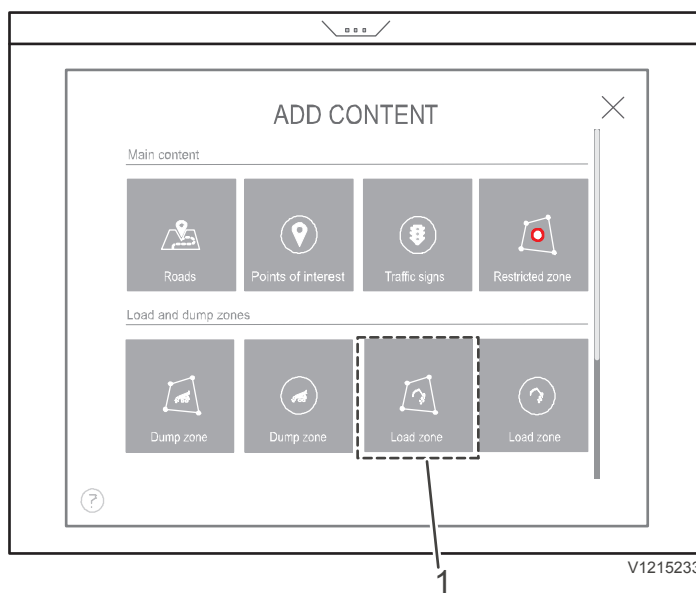 ADD CONTENT
Main content
Roads
Points of interest
Traffic signs
Restricted zone
Load and dump zones
Dump zone
Dump zone
Load zone
Load zone
?
V1215233
1